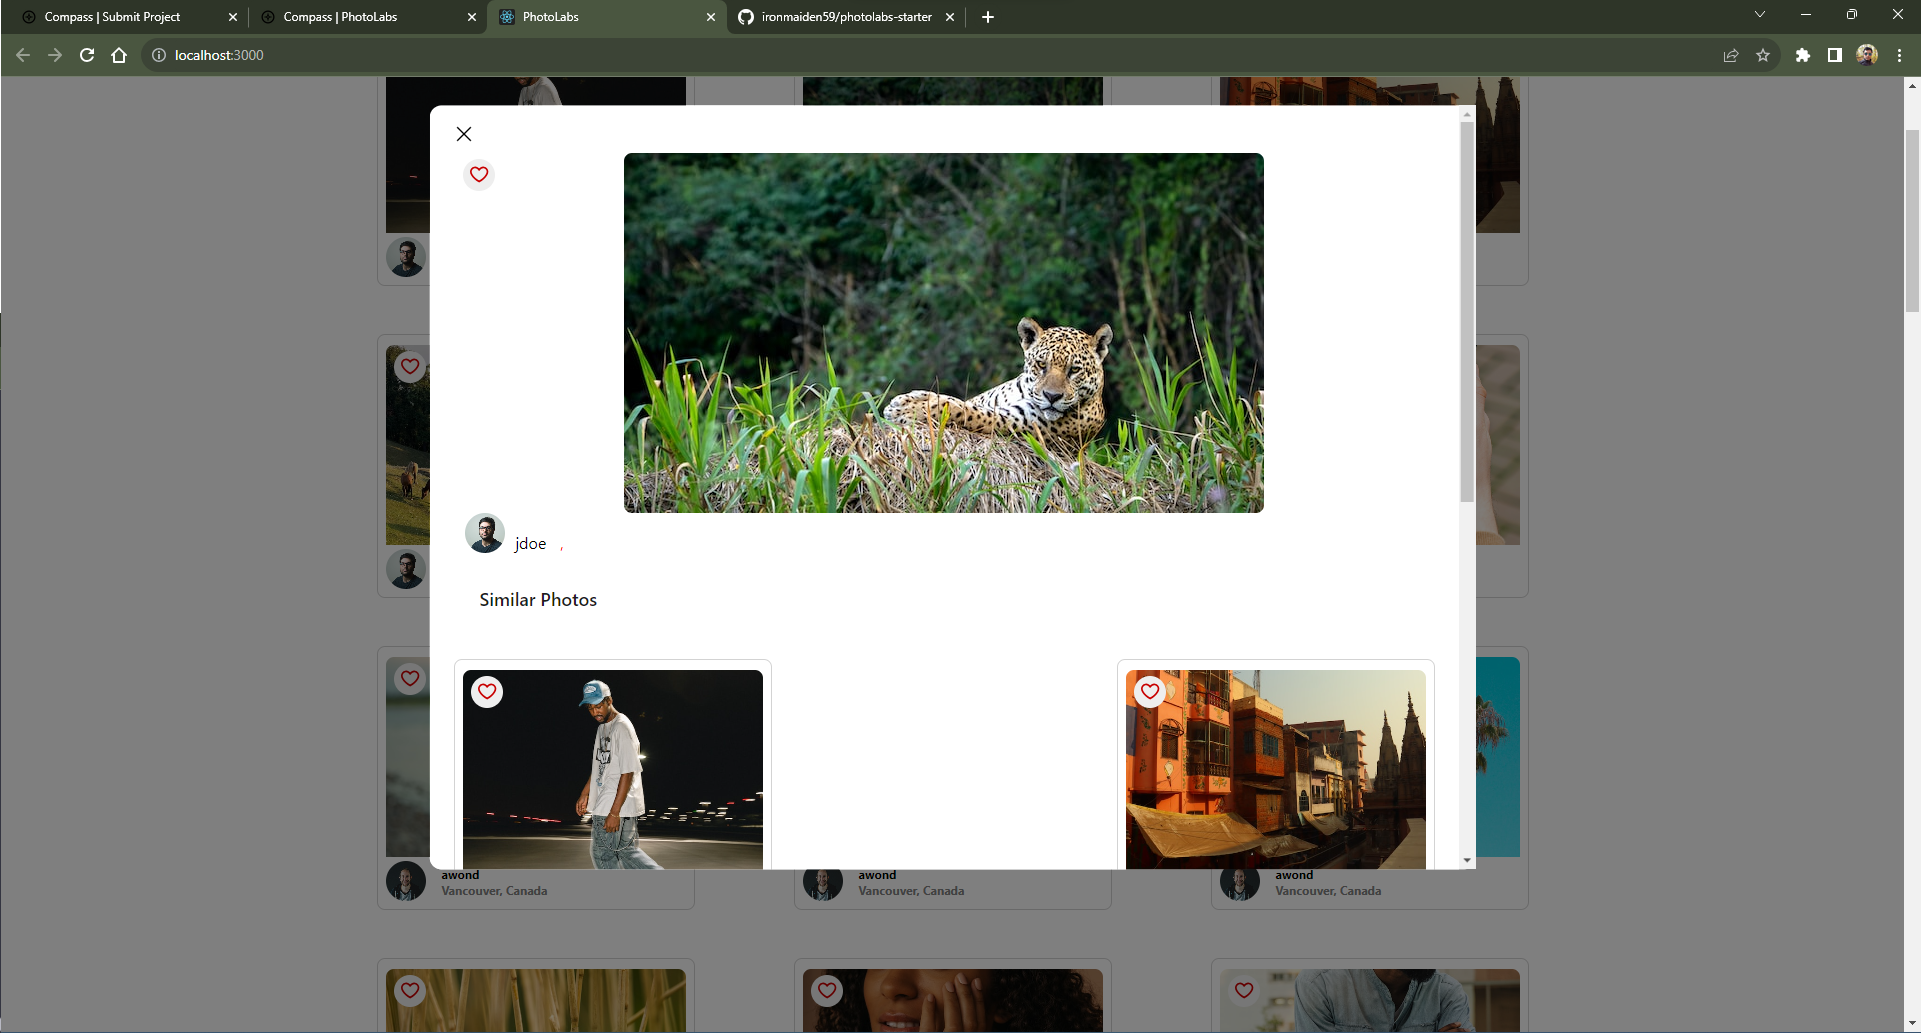 Compass | Submit Project
Compass | PhotoLabs
PhotoLabs
ironmaiden59/photolabs-starter
localhost:3000
jdoe ,
Similar Photos
awond
Vancouver, Canada
awond
Vancouver, Canada
awond
Vancouver, Canada